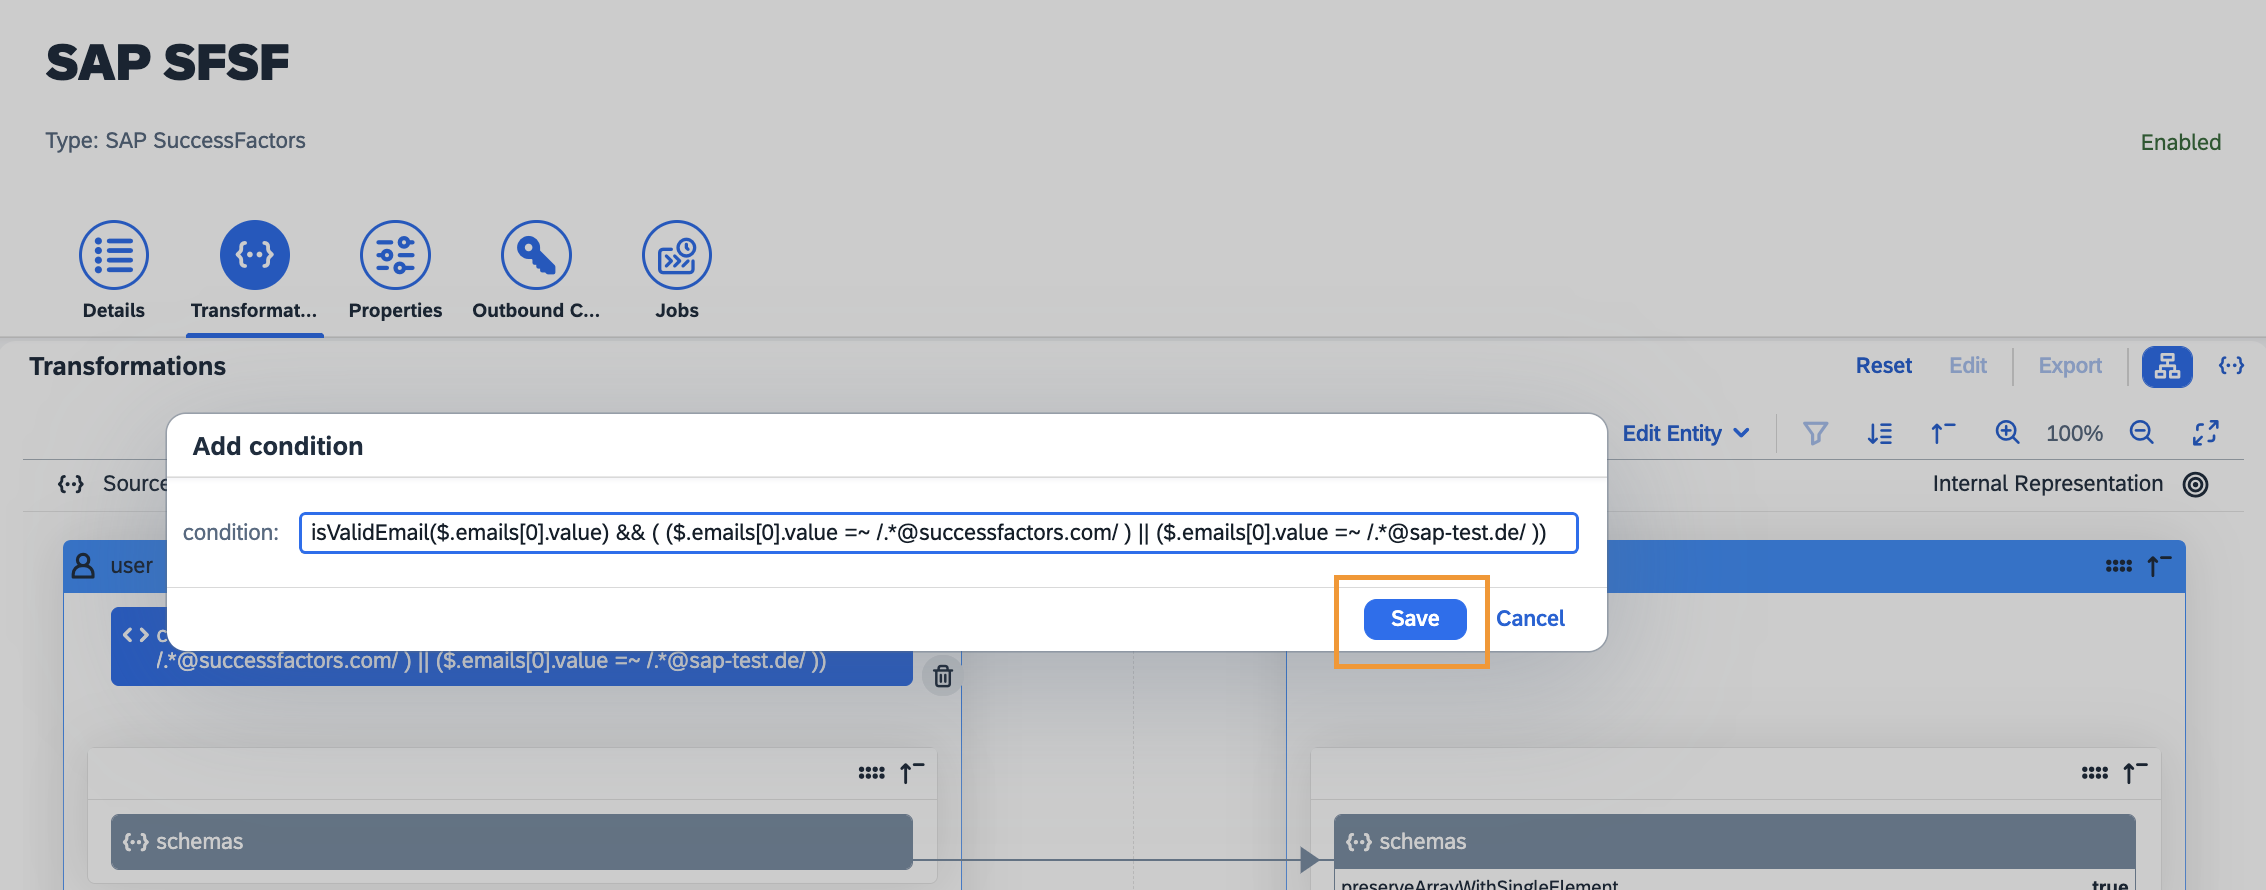 SAP SFSF
Type: SAP SuccessFactors
Enabled
Details
Transformat...
Properties
Outbound C...
Jobs
Transformations
Reset
Edit
Export
Add condition
Edit Entity
100%
Source
Internal Representation
condition:
isValidEmail($.emails[0].value) && ( ($.emails[0].value =~ /.*@successfactors.com/ ) || ($.emails[0].value =~ /.*@sap-test.de/ ))
user
Save
Cancel
/.*@successfactors.com/ ) || ($.emails[0].value =~ /.*@sap-test.de/ ))
schemas
schemas
preserveArrayWithSingleElement
true